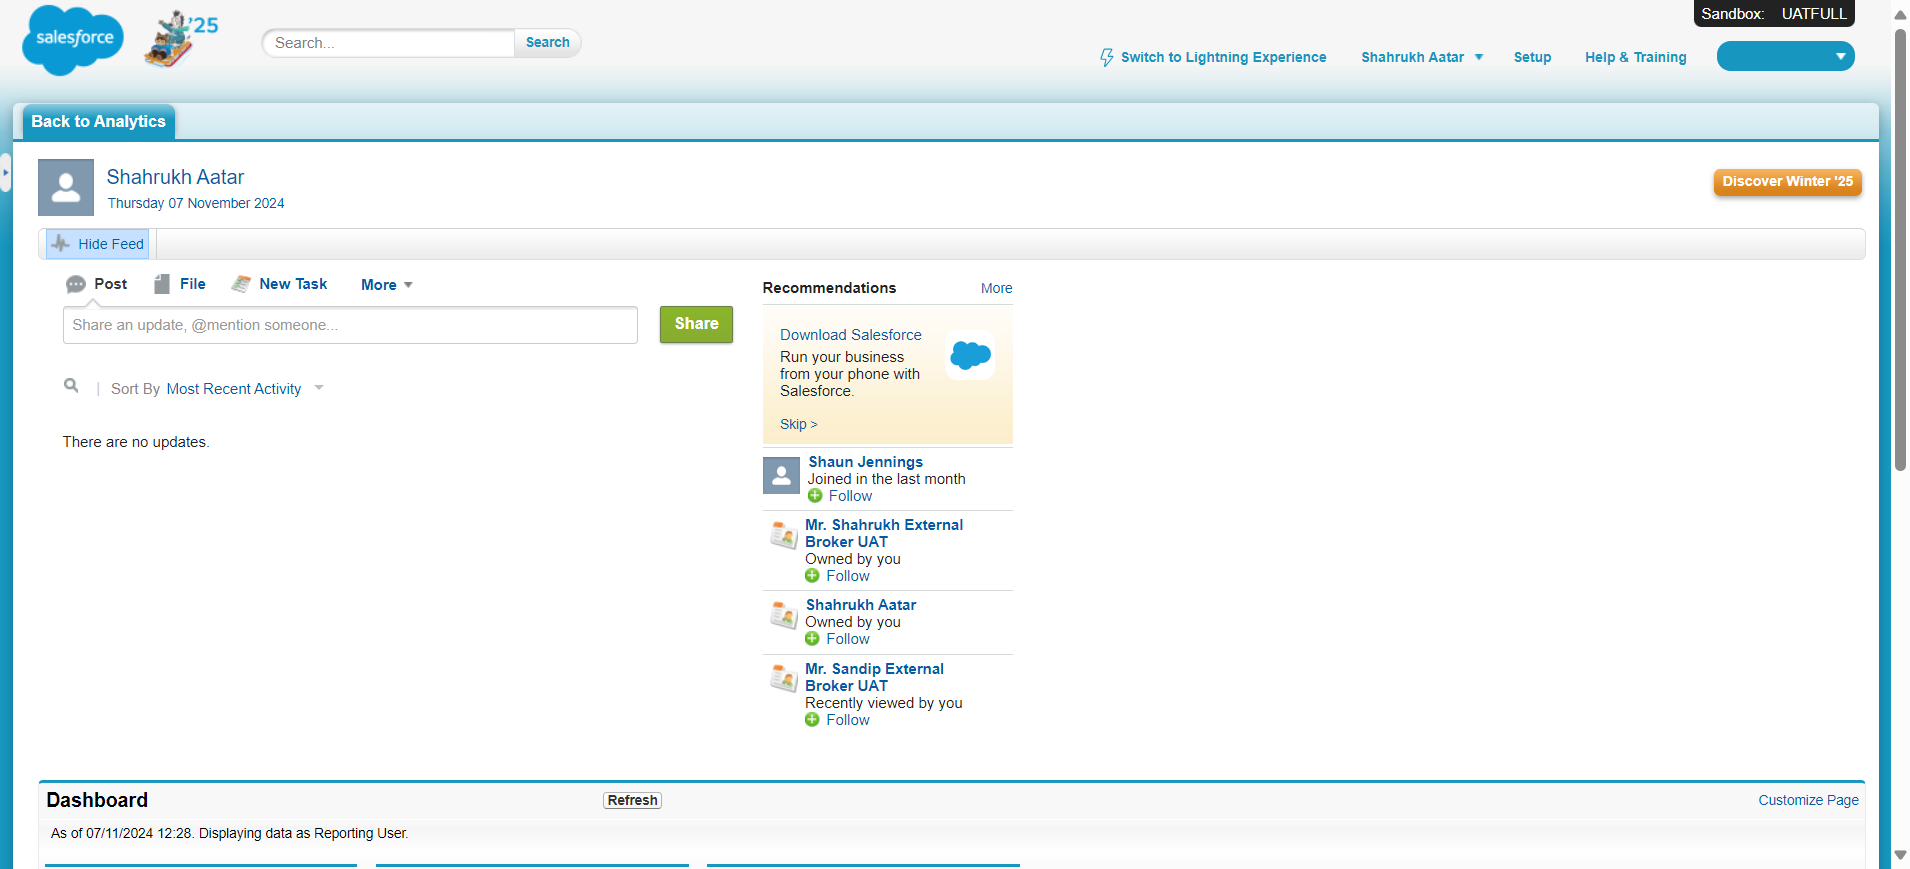 Sandbox: UATFULL
salesforce
'25
Search...
Search
Switch to Lightning Experience
Shahrukh Aatar
Setup
Help & Training
Back to Analytics
Shahrukh Aatar
Thursday 07 November 2024
Discover Winter '25
Hide Feed
Post
File
New Task
More
Share an update, @mention someone...
Share
Sort By Most Recent Activity
There are no updates.
Recommendations
More
Download Salesforce
Run your business
from your phone with
Salesforce.
Skip >
Shaun Jennings
Joined in the last month
Follow
Mr. Shahrukh External
Broker UAT
Owned by you
Follow
Shahrukh Aatar
Owned by you
Follow
Mr. Sandip External
Broker UAT
Recently viewed by you
Follow
Dashboard
Refresh
Customize Page
As of 07/11/2024 12:28. Displaying data as Reporting User.